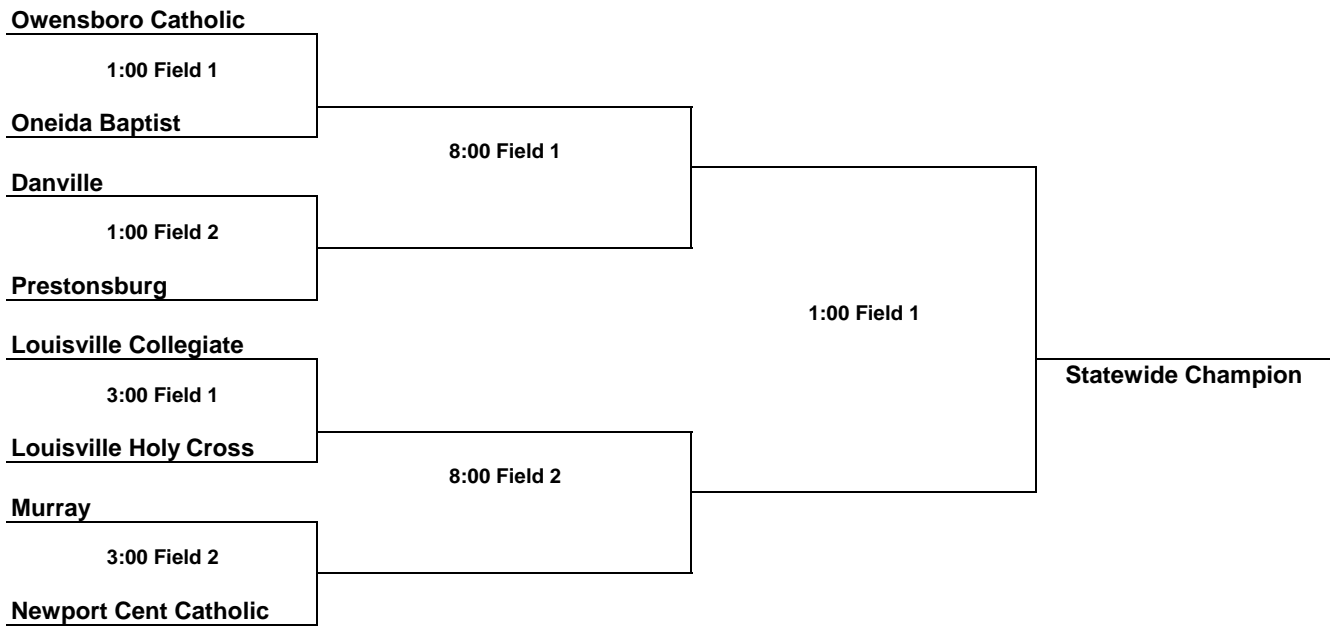 Owensboro Catholic
1:00 Field 1
Oneida Baptist
8:00 Field 1
Danville
1:00 Field 2
Prestonsburg
1:00 Field 1
Louisville Collegiate
Statewide Champion
3:00 Field 1
Louisville Holy Cross
8:00 Field 2
Murray
3:00 Field 2
Newport Cent Catholic